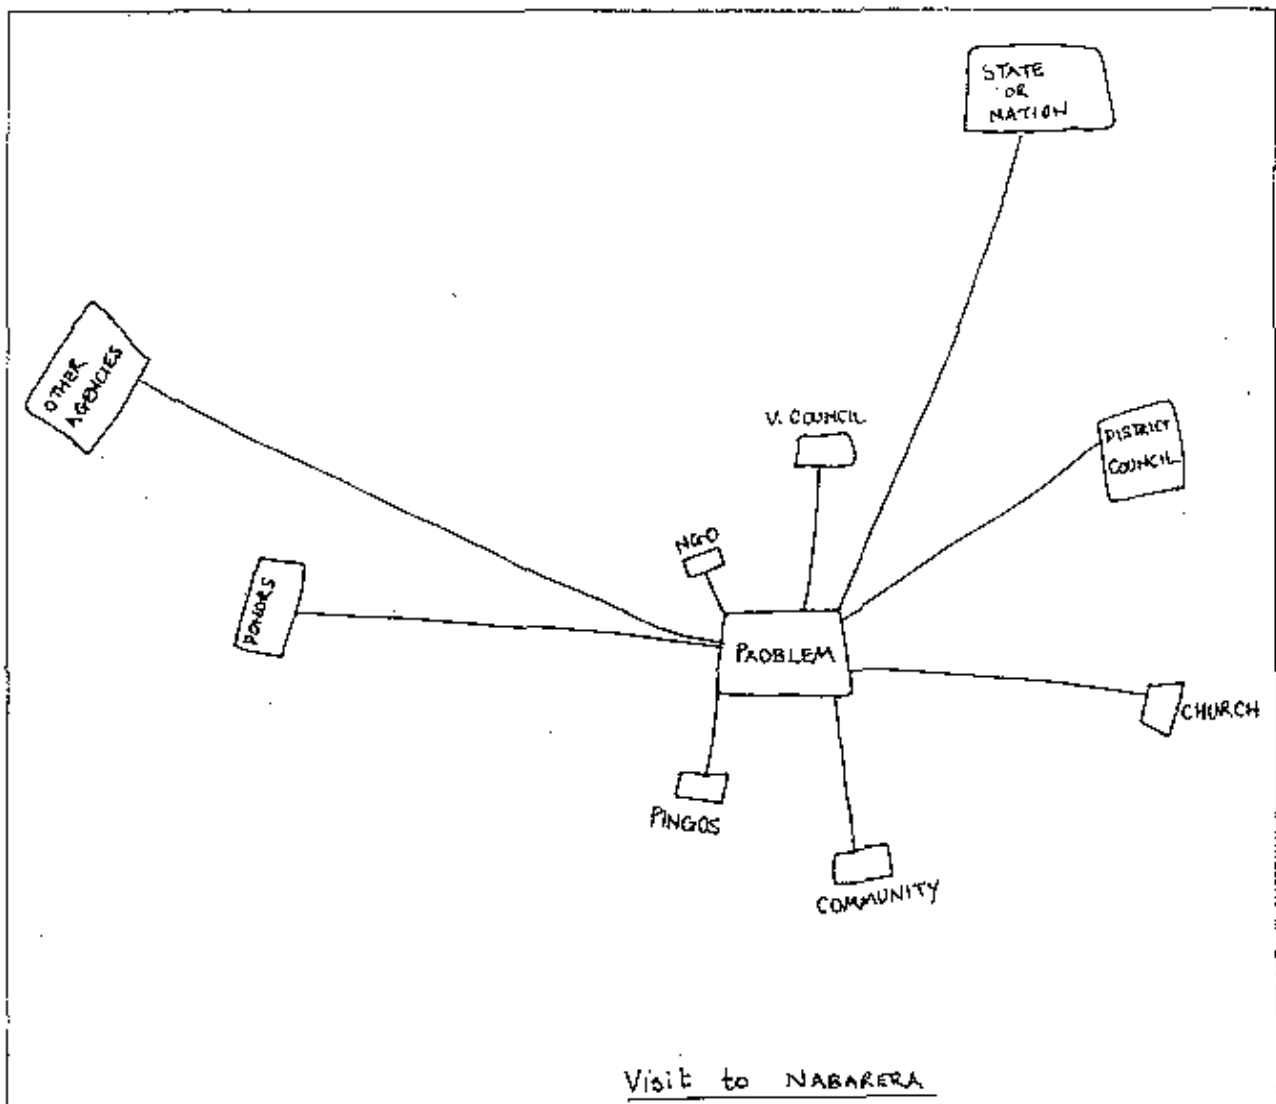 STATE
OR
NATION
OTHER
AGENCIES
V. COUNCIL
DISTRICT
COUNCIL
NGO
DONORS
PROBLEM
CHURCH
PINGOS
COMMUNITY
Visit to NABARERA